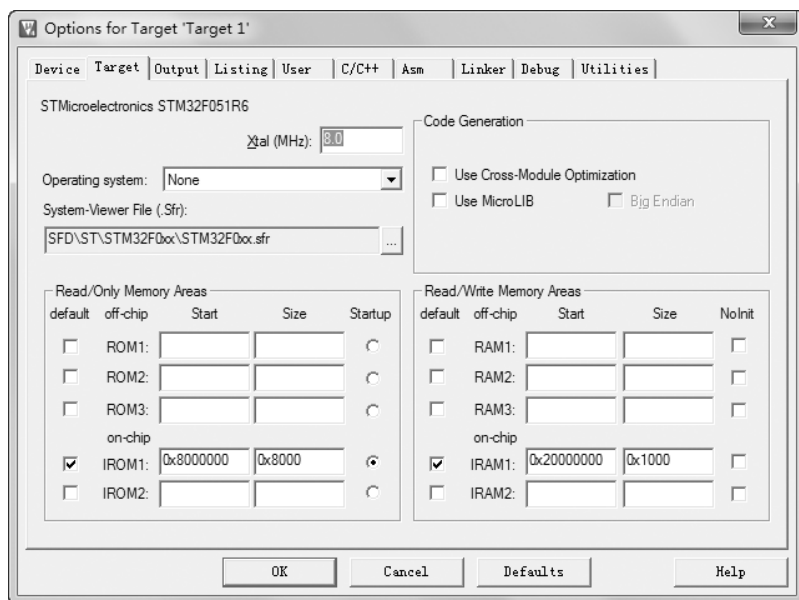 Options for Target 'Target 1'
Device Target Output Listing User C/C++ Asm Linker Debug Utilities
STMicroelectronics STM32F051R6
Xtal (MHz): 8.0
Operating system: None
System-Viewer File (.Sfr):
SFD\ST\STM32F0xx\STM32F0xx.sfr ...
Code Generation
Use Cross-Module Optimization
Use MicroLIB Big Endian
Read/Only Memory Areas
default off-chip Start Size Startup
ROM1:
ROM2:
ROM3:
on-chip
IROM1: 0x8000000 0x8000
IROM2:
Read/Write Memory Areas
default off-chip Start Size NoInit
RAM1:
RAM2:
RAM3:
on-chip
IRAM1: 0x20000000 0x1000
IRAM2:
OK Cancel Defaults Help